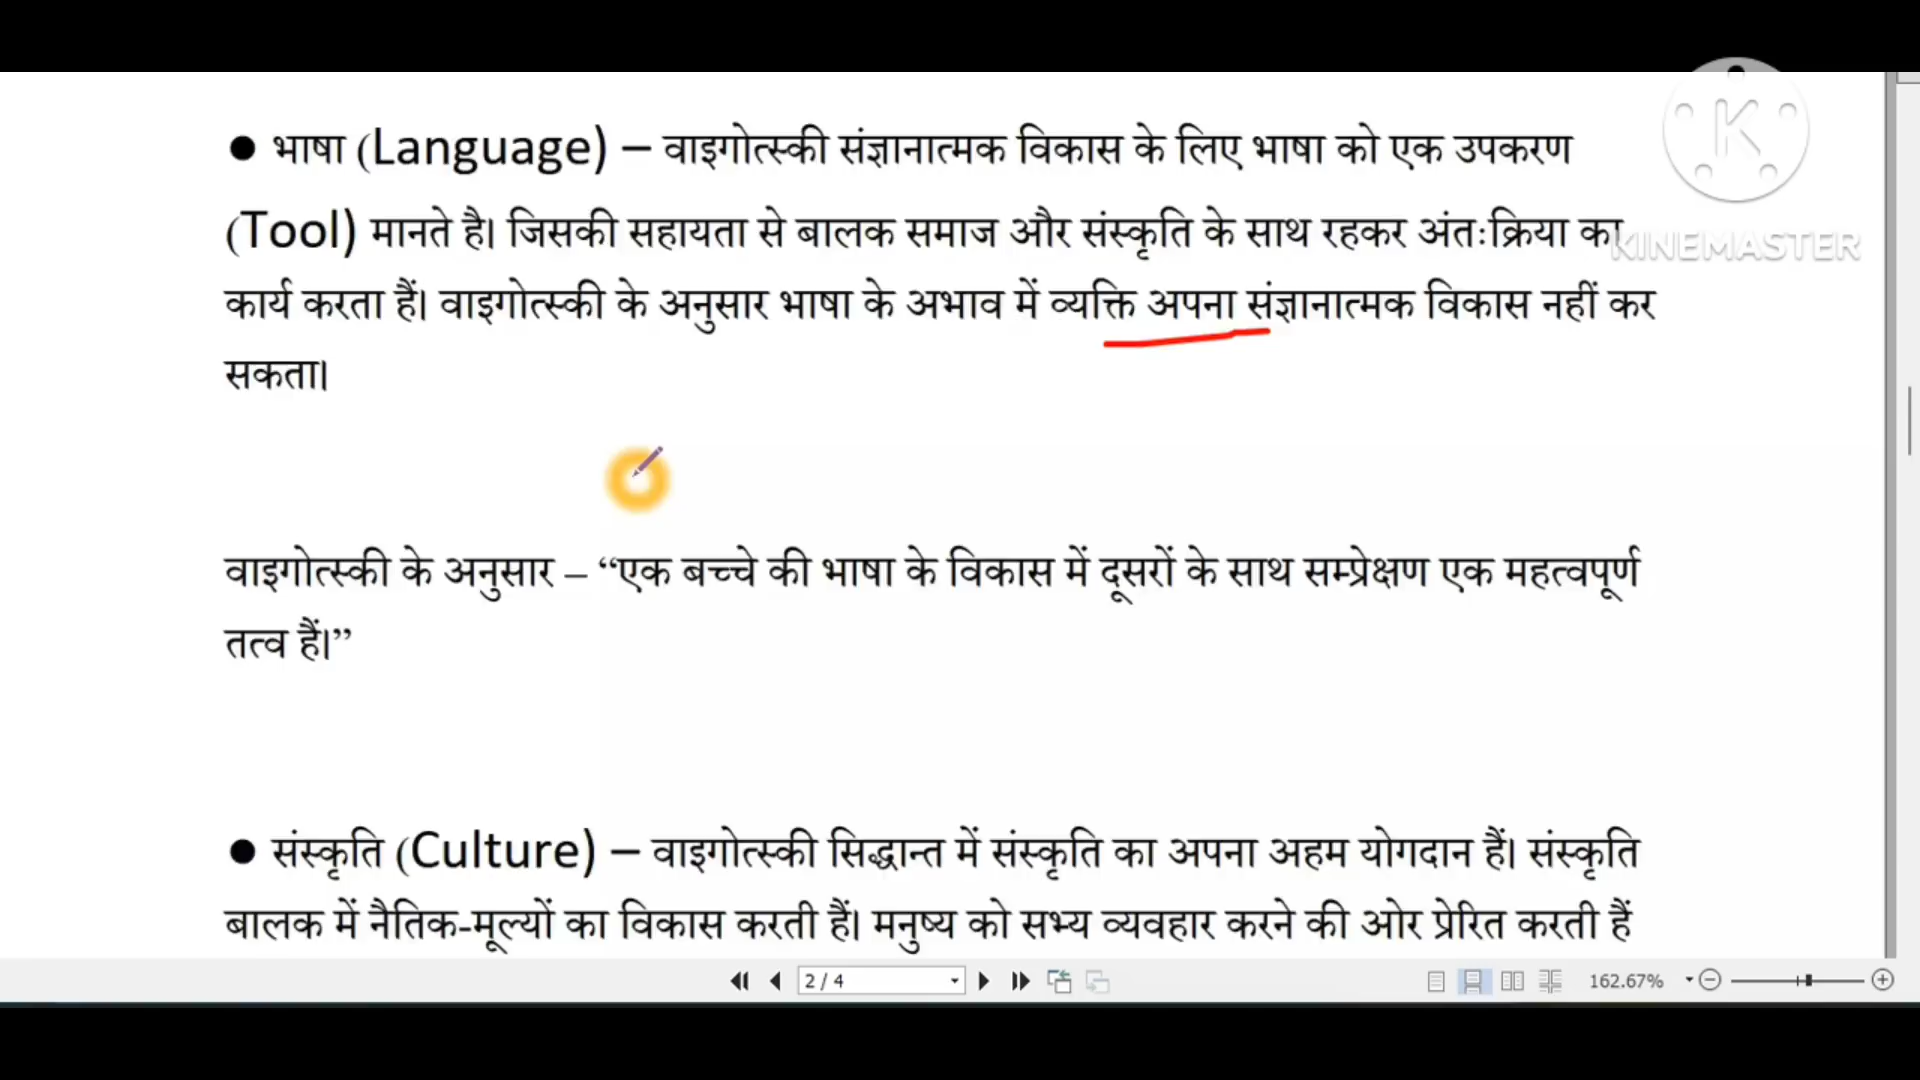 ● भाषा (Language) – वाइगोत्स्की संज्ञानात्मक विकास के लिए भाषा को एक उपकरण
(Tool) मानते है। जिसकी सहायता से बालक समाज और संस्कृति के साथ रहकर अंतःक्रिया का
KINEMASTER
कार्य करता हैं। वाइगोत्स्की के अनुसार भाषा के अभाव में व्यक्ति अपना संज्ञानात्मक विकास नहीं कर
सकता।
वाइगोत्स्की के अनुसार – “एक बच्चे की भाषा के विकास में दूसरों के साथ सम्प्रेक्षण एक महत्वपूर्ण
तत्व हैं।”
● संस्कृति (Culture) – वाइगोत्स्की सिद्धान्त में संस्कृति का अपना अहम योगदान हैं। संस्कृति
बालक में नैतिक-मूल्यों का विकास करती हैं। मनुष्य को सभ्य व्यवहार करने की ओर प्रेरित करती हैं
2 / 4 162.67%